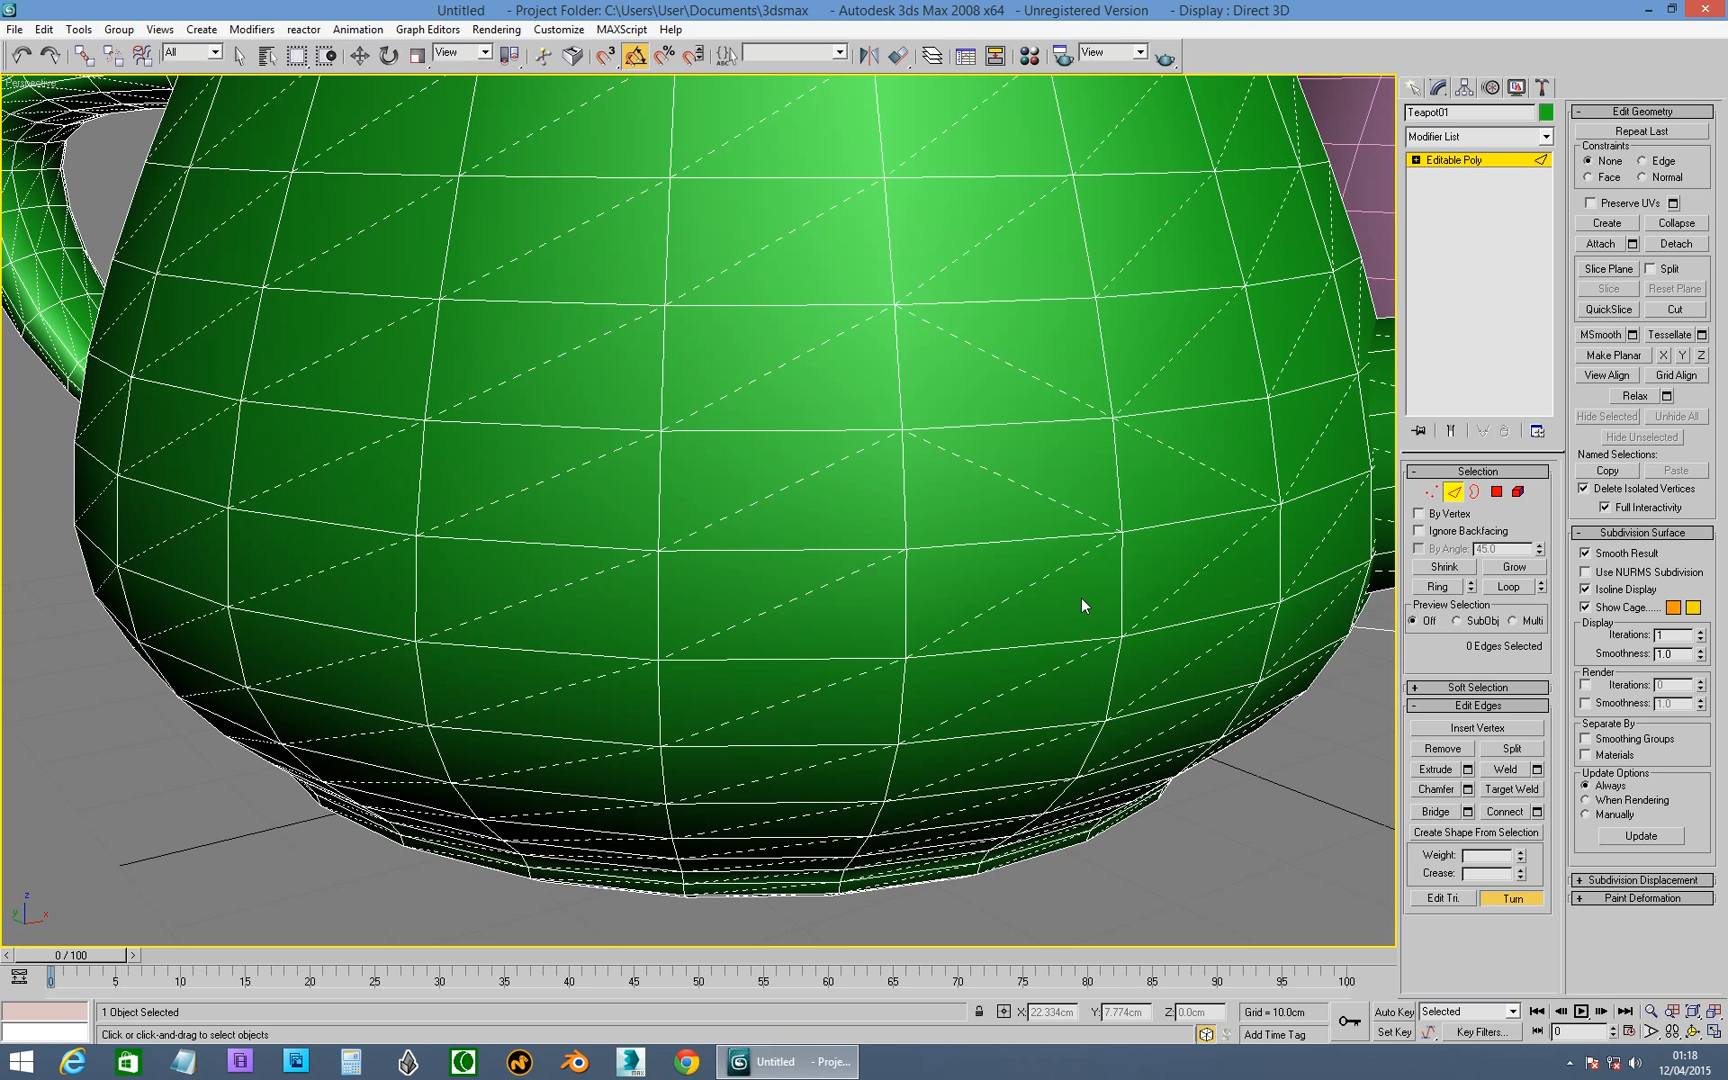 Untitled - Project Folder: C:\Users\User\Documents\3dsmax - Autodesk 3ds Max 2008 x64 - Unregistered Version - Display : Direct 3D
File Edit Tools Group Views Create Modifiers reactor Animation Graph Editors Rendering Customize MAXScript Help
All View View
Perspective
Teapot01
Modifier List
Editable Poly
Selection
By Vertex
Ignore Backfacing
By Angle: 45.0
Shrink Grow
Ring Loop
Preview Selection
Off SubObj Multi
0 Edges Selected
Soft Selection
Edit Edges
Insert Vertex
Remove Split
Extrude Weld
Chamfer Target Weld
Bridge Connect
Create Shape From Selection
Weight:
Crease:
Edit Tri. Turn
Edit Geometry
Repeat Last
Constraints
None Edge
Face Normal
Preserve UVs
Create Collapse
Attach Detach
Slice Plane Split
Slice Reset Plane
QuickSlice Cut
MSmooth Tessellate
Make Planar X Y Z
View Align Grid Align
Relax
Hide Selected Unhide All
Hide Unselected
Named Selections:
Copy Paste
Delete Isolated Vertices
Full Interactivity
Subdivision Surface
Smooth Result
Use NURMS Subdivision
Isoline Display
Show Cage......
Display
Iterations: 1
Smoothness: 1.0
Render
Iterations: 0
Smoothness: 1.0
Separate By
Smoothing Groups
Materials
Update Options
Always
When Rendering
Manually
Update
Subdivision Displacement
Paint Deformation
z
y x
0 / 100
0 5 10 15 20 25 30 35 40 45 50 55 60 65 70 75 80 85 90 95 100
1 Object Selected X: 22.334cm Y: 7.774cm Z: 0.0cm Grid = 10.0cm Auto Key Selected
Click or click-and-drag to select objects Add Time Tag Set Key Key Filters... 0
Untitled - Proje...
01:18
12/04/2015